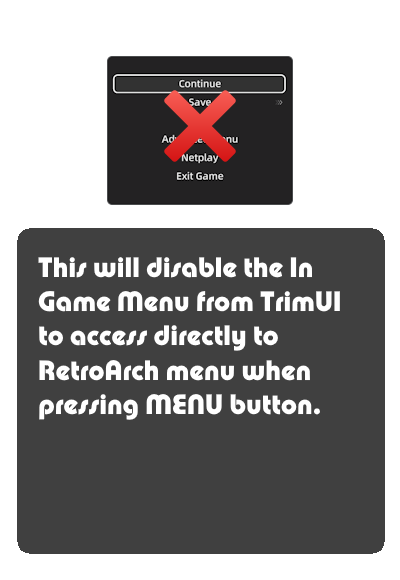 Continue
Save
Netplay
Exit Game
This will disable the In
Game Menu from TrimUI
to access directly to
RetroArch menu when
pressing MENU button.